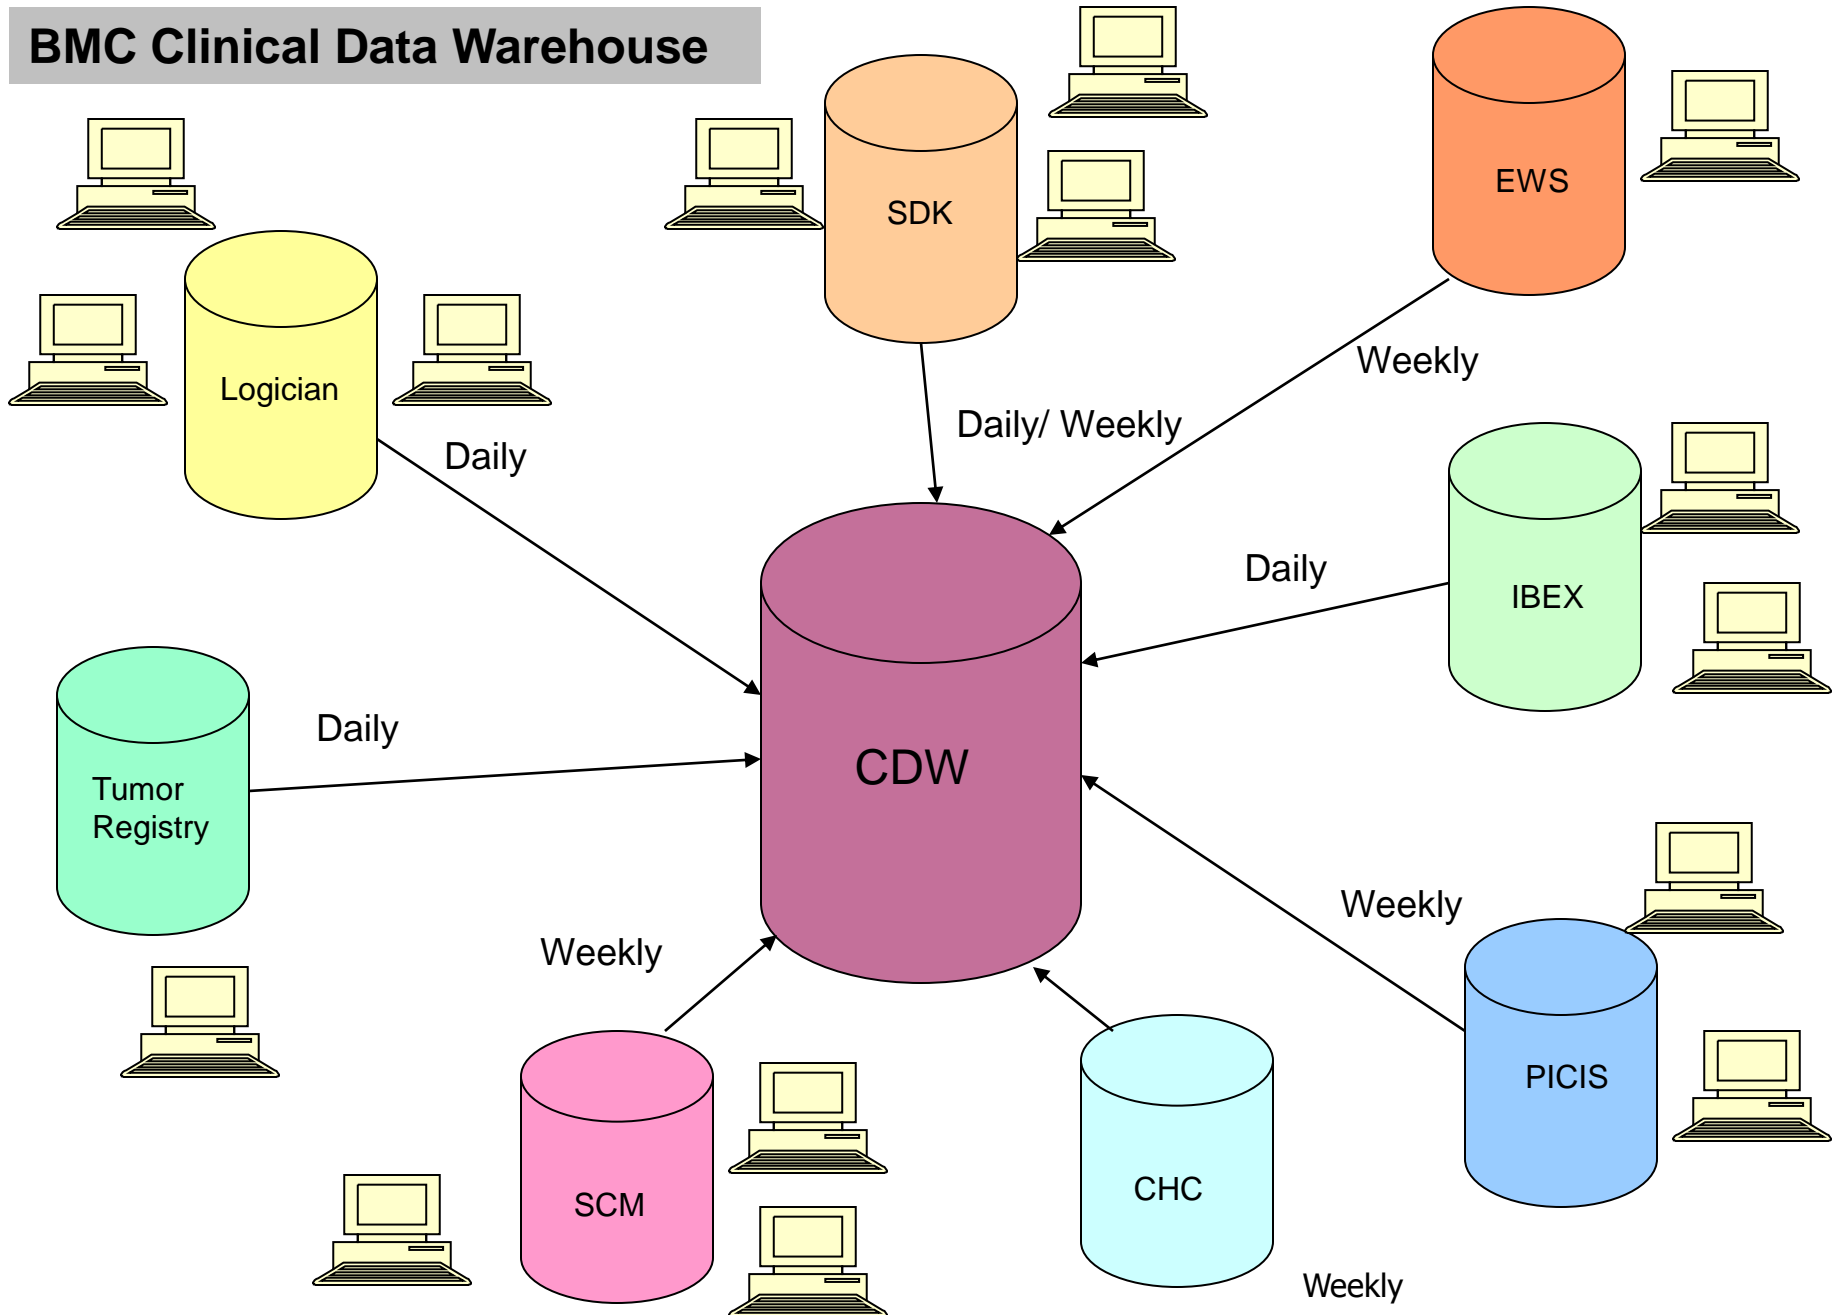 BMC Clinical Data Warehouse
SDK
EWS
Logician
Daily
Daily/ Weekly
Weekly
Daily
IBEX
Tumor
Registry
Daily
CDW
Weekly
Weekly
PICIS
SCM
CHC
Weekly